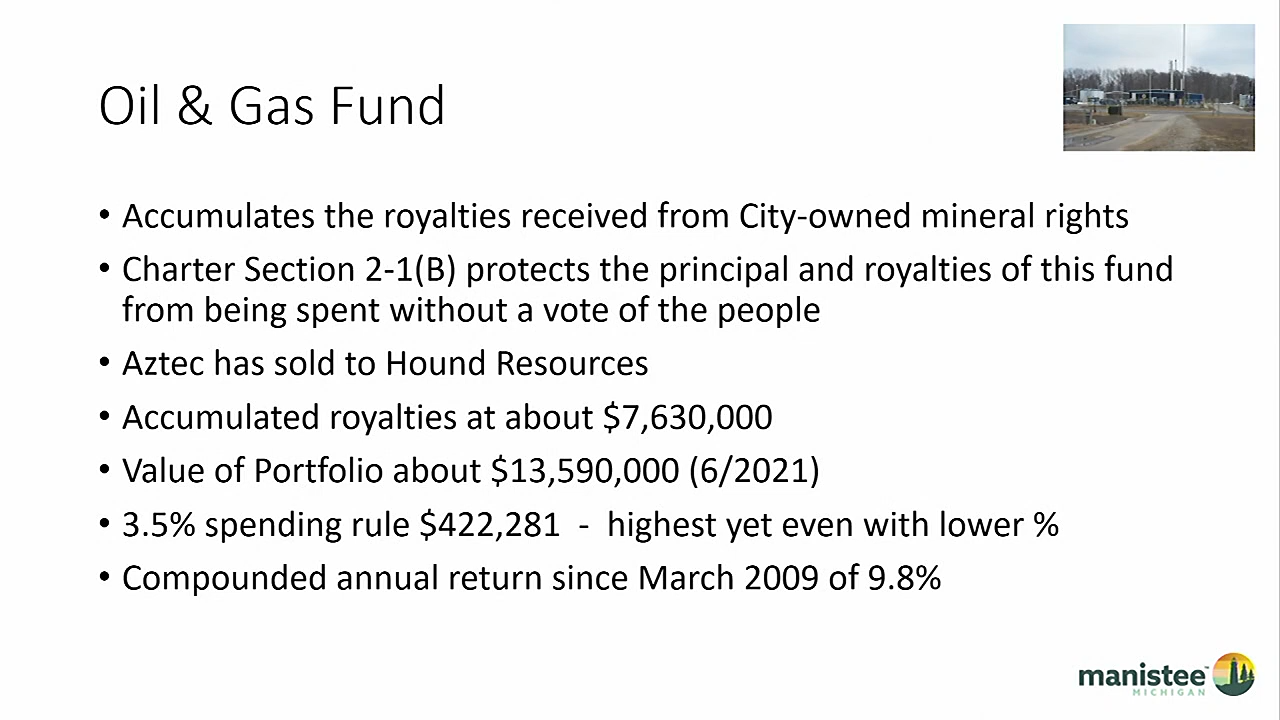 Oil & Gas Fund
• Accumulates the royalties received from City-owned mineral rights
• Charter Section 2-1(B) protects the principal and royalties of this fund
from being spent without a vote of the people
• Aztec has sold to Hound Resources
• Accumulated royalties at about $7,630,000
• Value of Portfolio about $13,590,000 (6/2021)
• 3.5% spending rule $422,281  -  highest yet even with lower %
• Compounded annual return since March 2009 of 9.8%
manistee™
MICHIGAN